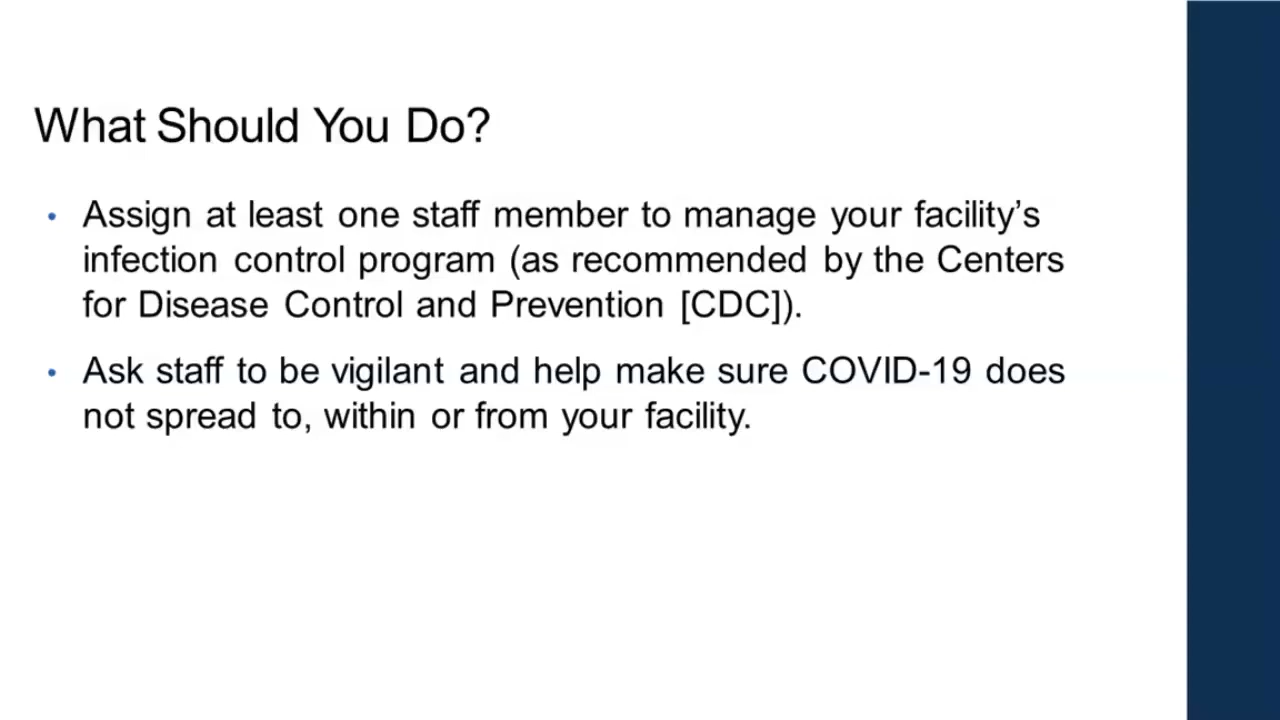 What Should You Do?
• Assign at least one staff member to manage your facility’s
infection control program (as recommended by the Centers
for Disease Control and Prevention [CDC]).
• Ask staff to be vigilant and help make sure COVID-19 does
not spread to, within or from your facility.